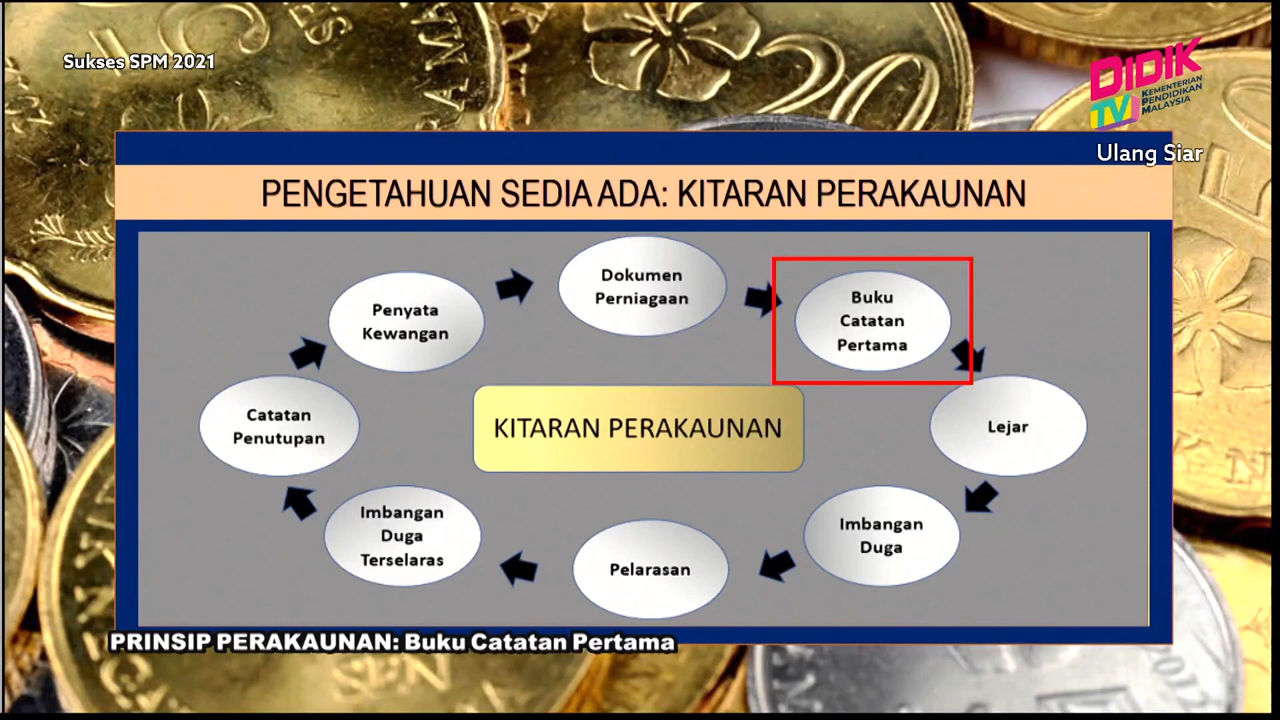 Sukses SPM 2021
DIDIK
TV
KEMENTERIAN
PENDIDIKAN
MALAYSIA
Ulang Siar
PENGETAHUAN SEDIA ADA: KITARAN PERAKAUNAN
Dokumen
Perniagaan
Buku
Catatan
Pertama
Penyata
Kewangan
Catatan
Penutupan
KITARAN PERAKAUNAN
Lejar
Imbangan
Duga
Terselaras
Pelarasan
Imbangan
Duga
PRINSIP PERAKAUNAN: Buku Catatan Pertama
20
SEN